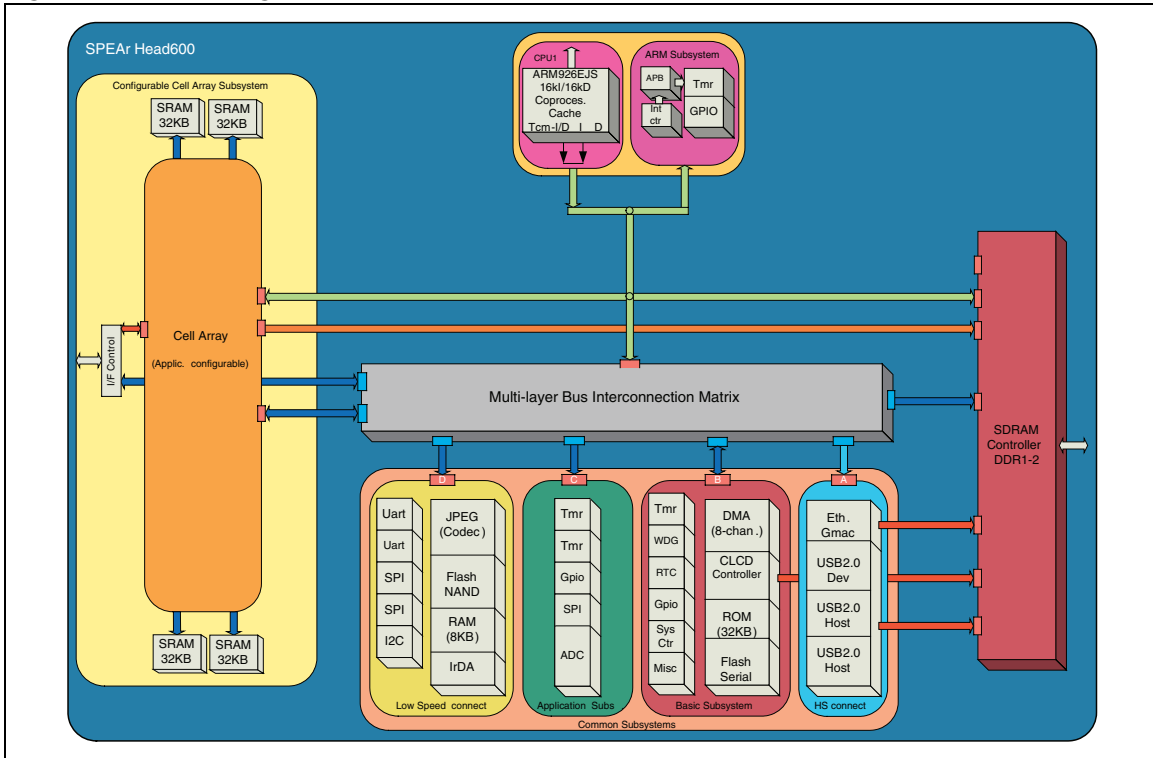 SPEAr Head600
Configurable Cell Array Subsystem
SRAM
32KB
SRAM
32KB
Cell Array
(Applic. configurable)
I/F Control
SRAM
32KB
SRAM
32KB
CPU1
ARM926EJS
16kI/16kD
Coproces.
Cache
Tcm-I/D I D
ARM Subsystem
APB
Int
ctr
Tmr
GPIO
Multi-layer Bus Interconnection Matrix
SDRAM
Controller
DDR1-2
D
Uart
Uart
SPI
SPI
I2C
JPEG
(Codec)
Flash
NAND
RAM
(8KB)
IrDA
Low Speed connect
C
Tmr
Tmr
Gpio
SPI
ADC
Application Subs
B
Tmr
WDG
RTC
Gpio
Sys
Ctr
Misc
DMA
(8-chan.)
CLCD
Controller
ROM
(32KB)
Flash
Serial
Basic Subsystem
A
Eth.
Gmac
USB2.0
Dev
USB2.0
Host
USB2.0
Host
HS connect
Common Subsystems